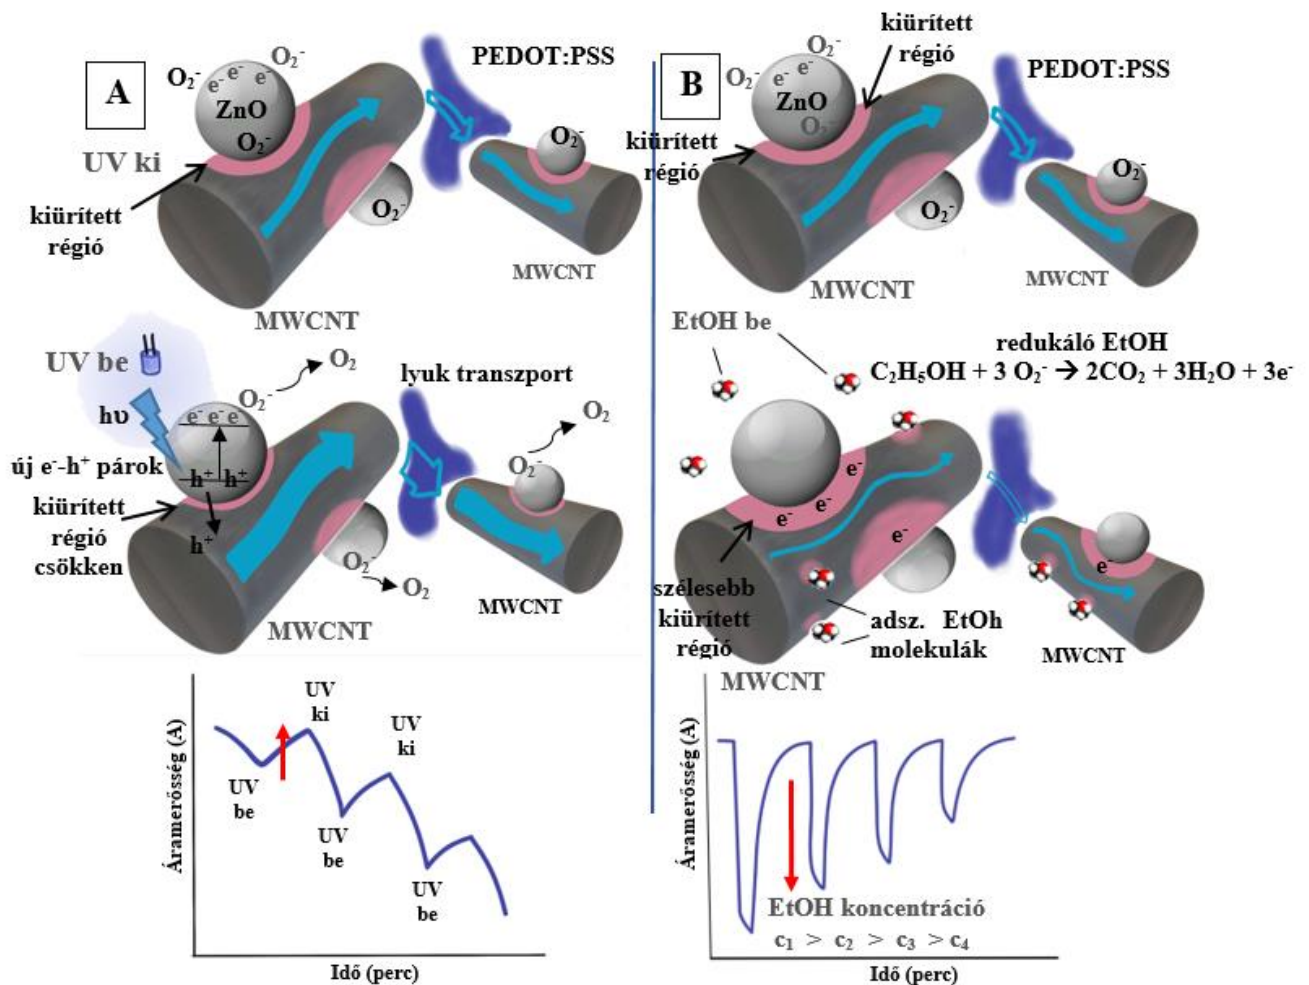 A
O₂⁻
O₂⁻
e⁻ e⁻ e⁻
ZnO
O₂⁻
UV ki
kiürített
régió
PEDOT:PSS
O₂⁻
O₂⁻
MWCNT
MWCNT
UV be
hυ
új e⁻-h⁺ párok
kiürített
régió
csökken
O₂
O₂⁻
e⁻ e⁻ e⁻
h⁺ h⁺
h⁺
lyuk transzport
O₂
O₂⁻
O₂⁻
O₂
MWCNT
MWCNT
Áramerősség (A)
UV
ki
UV
be
UV
ki
UV
be
UV
be
Idő (perc)
B
kiürített
régió
O₂⁻
O₂⁻
e⁻ e⁻
ZnO
O₂⁻
kiürített
régió
PEDOT:PSS
O₂⁻
O₂⁻
MWCNT
MWCNT
EtOH be
redukáló EtOH
C₂H₅OH + 3 O₂⁻ → 2CO₂ + 3H₂O + 3e⁻
e⁻
e⁻
e⁻
e⁻
e⁻
szélesebb
kiürített
régió
adsz. EtOh
molekulák
MWCNT
MWCNT
Áramerősség (A)
EtOH koncentráció
c₁ > c₂ > c₃ > c₄
Idő (perc)